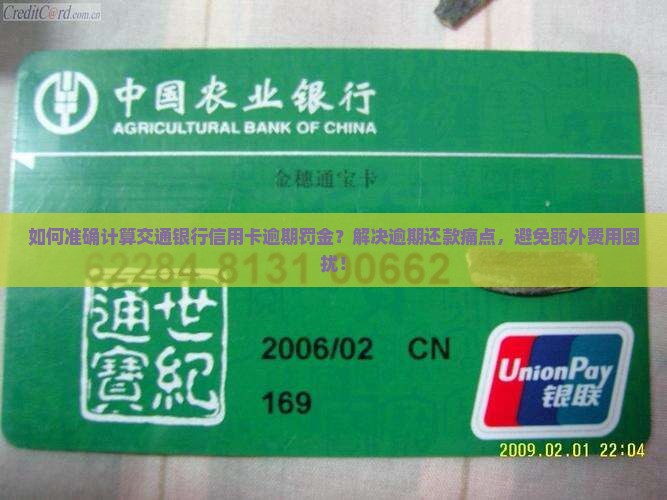 CreditCard.com.cn
中国农业银行
AGRICULTURAL BANK OF CHINA
金穗通宝卡
如何准确计算交通银行信用卡逾期罚金？解决逾期还款痛点，避免额外费用困
扰！
62284 8131 00662
世纪
通寶
2006/02 CN
169
UnionPay
银联
2009.02.01 22:04